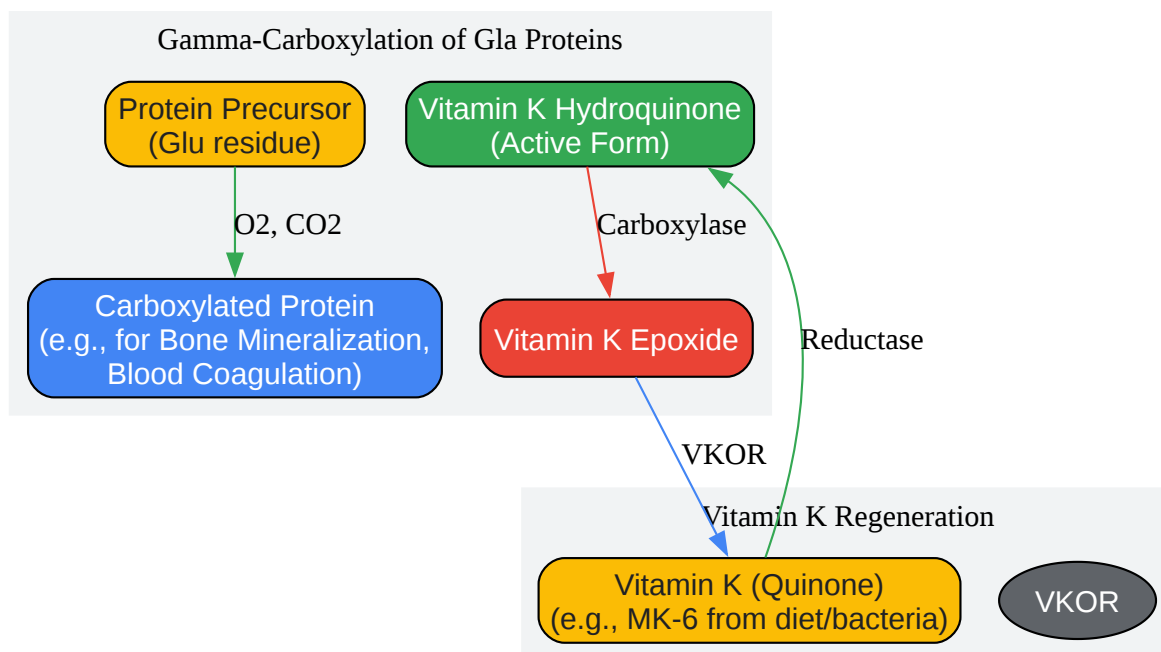 Gamma-Carboxylation of Gla Proteins
Protein Precursor
(Glu residue)
Vitamin K Hydroquinone
(Active Form)
O2, CO2
Carboxylase
Carboxylated Protein
(e.g., for Bone Mineralization,
Blood Coagulation)
Vitamin K Epoxide
Reductase
VKOR
Vitamin K Regeneration
Vitamin K (Quinone)
(e.g., MK-6 from diet/bacteria)
VKOR